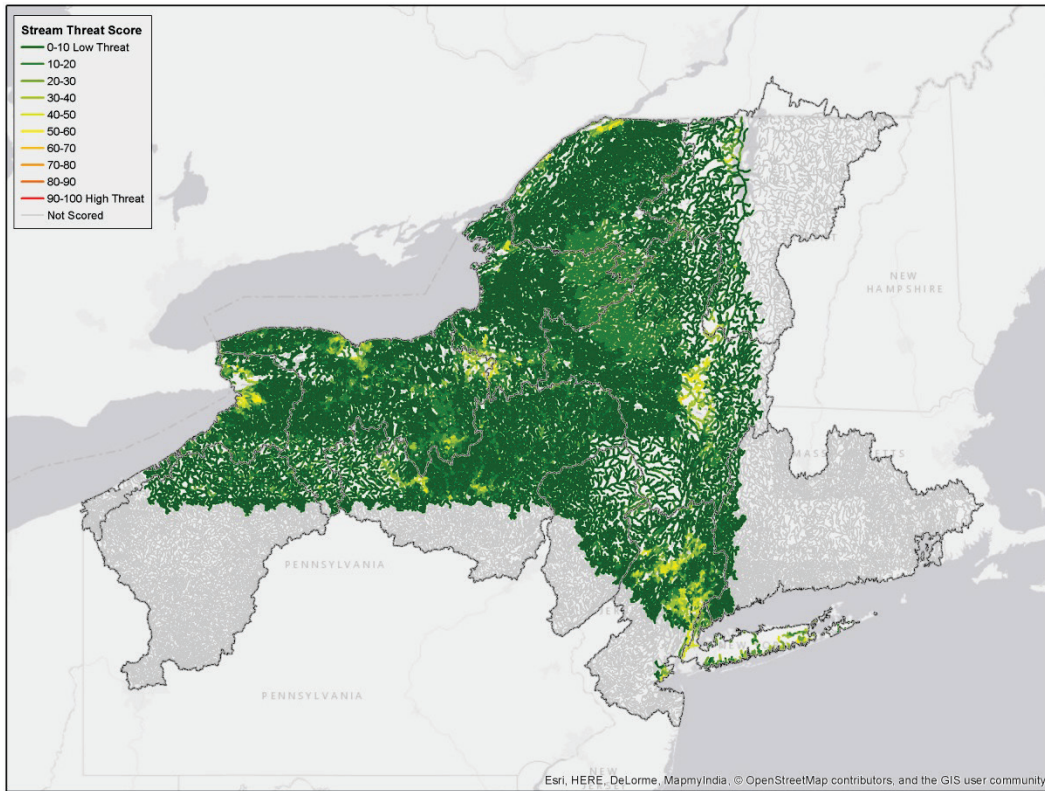 Stream Threat Score
0-10 Low Threat
10-20
20-30
30-40
40-50
50-60
60-70
70-80
80-90
90-100 High Threat
Not Scored
NEW
HAMPSHIRE
PENNSYLVANIA
PENNSYLVANIA
NEW
JERSEY
Esri, HERE, DeLorme, MapmyIndia, © OpenStreetMap contributors, and the GIS user community